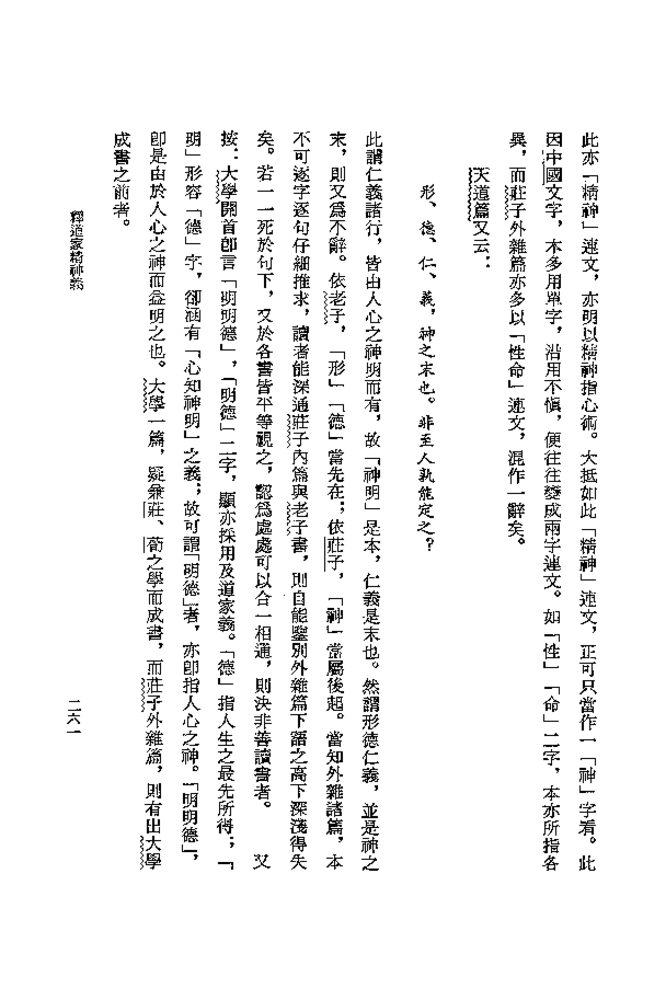 此亦「精神」連文，亦明以精神指心術。大抵如此「精神」連文，正可只當作一「神」字看。此
因中國文字，本多用單字，沿用不愼，便往往變成兩字連文。如「性」「命」二字，本亦所指各
異，而莊子外雜篇亦多以「性命」連文，混作一辭矣。
天道篇又云：
形、德、仁、義，神之末也。非至人孰能定之？
此謂仁義諸行，皆由人心之神明而有，故「神明」是本，仁義是末也。然謂形德仁義，並是神之
末，則又爲不辭。依老子，「形」「德」當先在；依莊子，「神」當屬後起。當知外雜諸篇，本
不可逐字逐句仔細推求，讀者能深通莊子內篇與老子書，則自能鑒別外雜篇下語之高下深淺得失
矣。若一一死於句下，又於各書皆平等視之，認爲處處可以合一相通，則決非善讀書者。　又
按：大學開首卽言「明明德」，「明德」二字，顯亦採用及道家義。「德」指人生之最先所得；「
明」形容「德」字，卻涵有「心知神明」之義；故可謂「明德」者，亦卽指人心之神。「明明德」，
卽是由於人心之神而益明之也。大學一篇，疑兼莊、荀之學而成書，而莊子外雜篇，則有出大學
成書之前者。
釋道家精神義
二六一